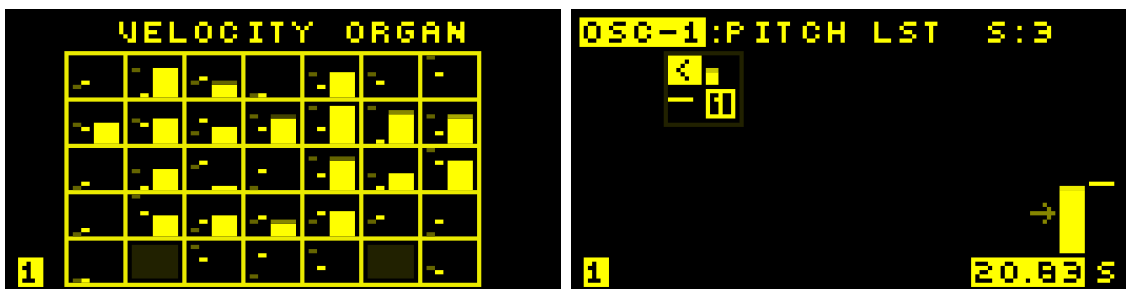 VELOCITY ORGAN
1
OSC-1:PITCH LST S:3
<
1
20.83 S